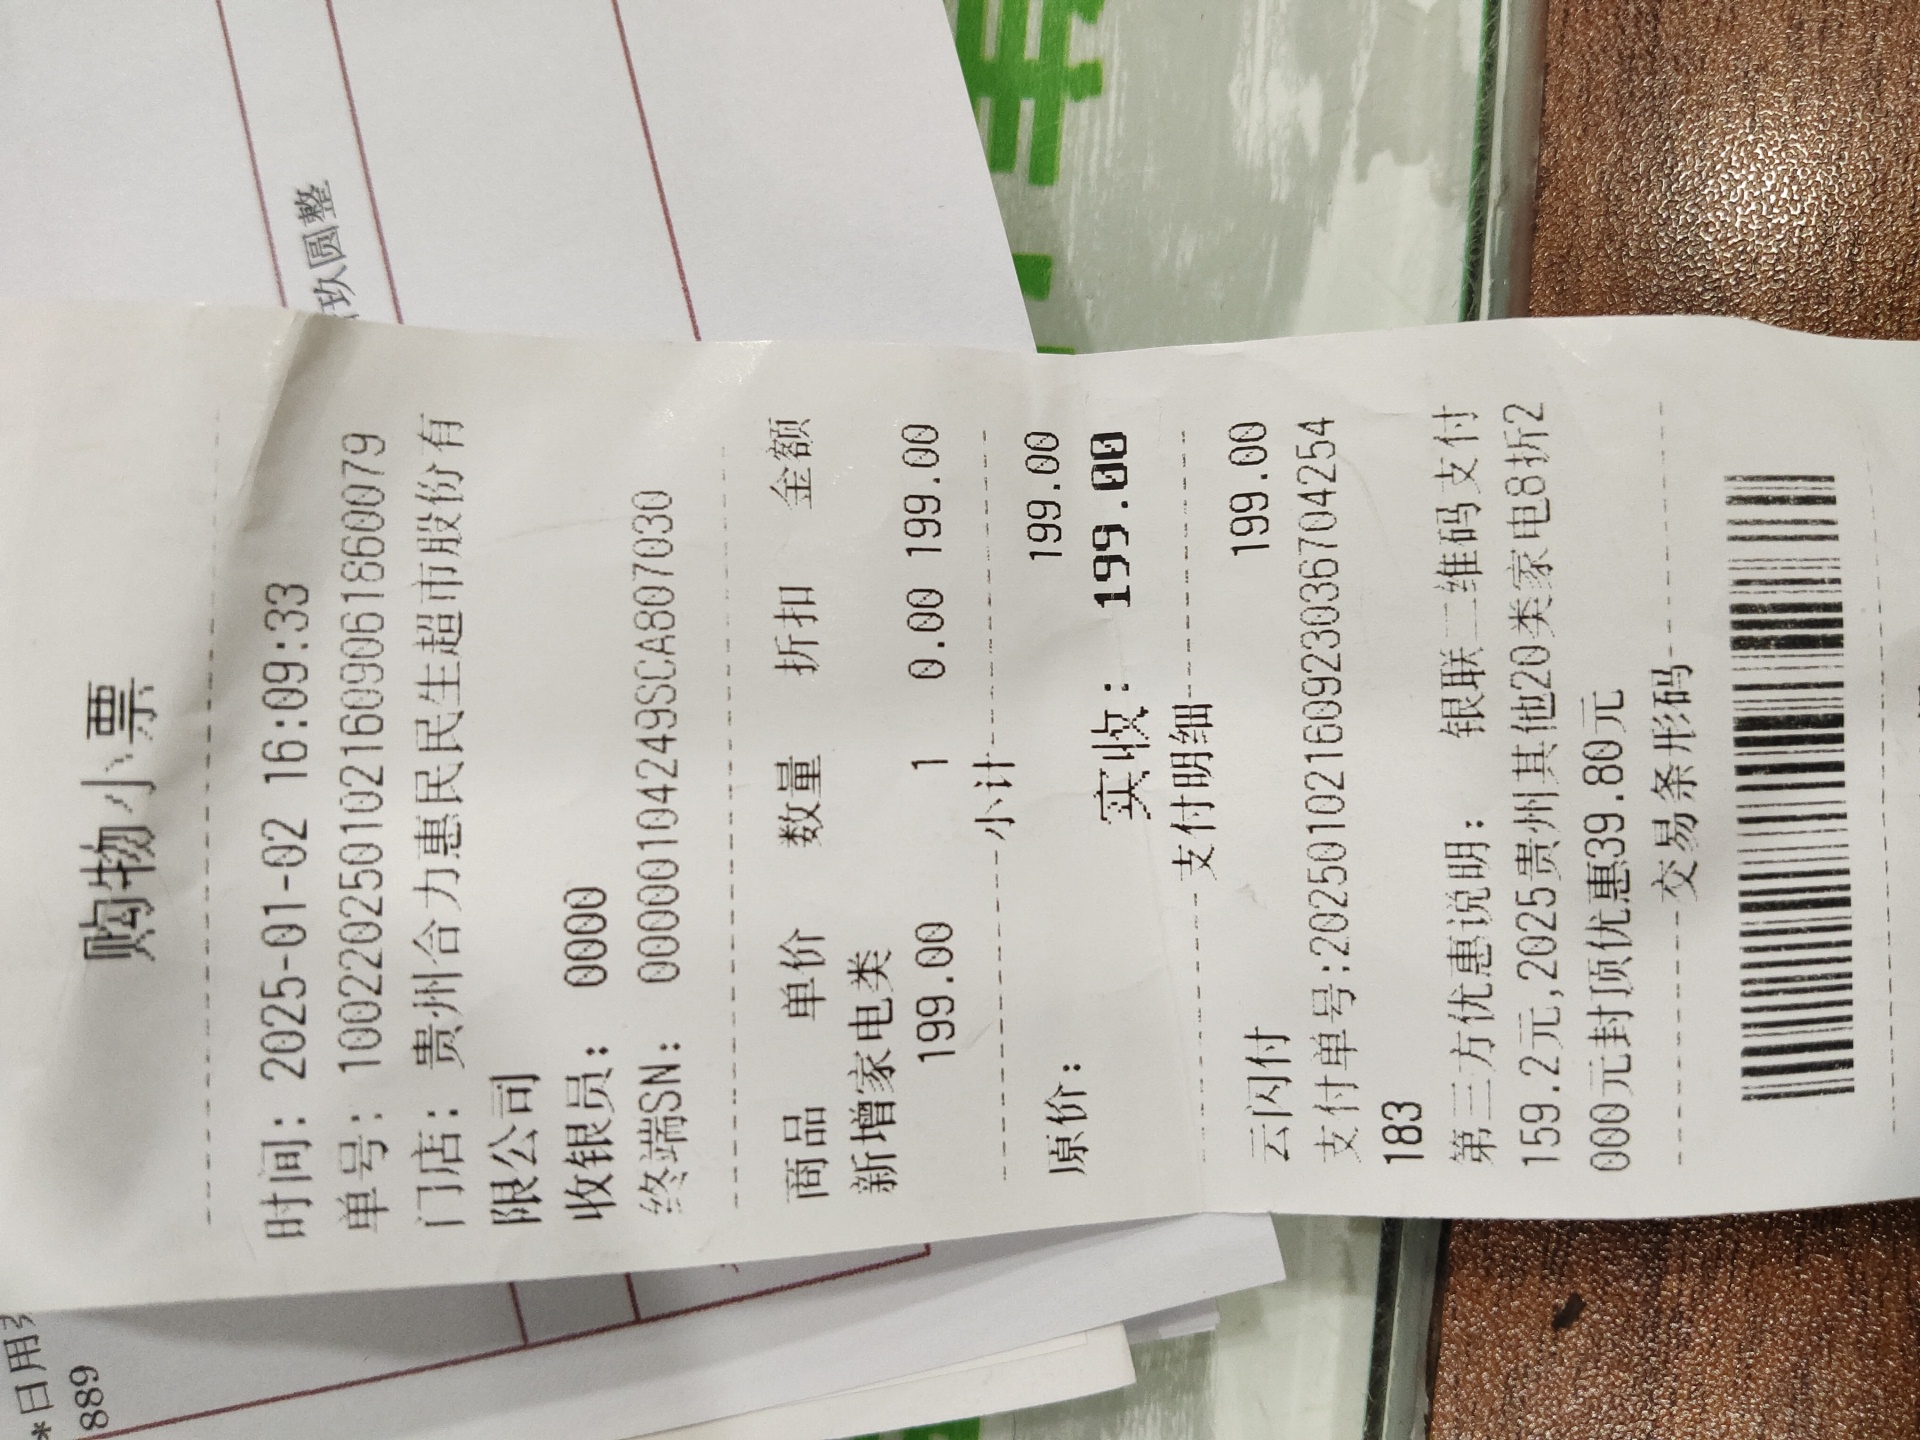 购物小票
时间: 2025-01-02 16:09:33
单号: 1002202501021609061860079
门店: 贵州合力惠民民生超市股份有
限公司
收银员: 0000
终端SN: 00000104249SCA807030
商品 单价 数量 折扣 金额
新增家电类
199.00 1 0.00 199.00
小计
原价: 199.00
实收: 199.00
支付明细
云闪付 199.00
支付单号:20250102160923036704254
183
第三方优惠说明: 银联二维码支付
159.2元,2025贵州其他20类家电8折2
000元封顶优惠39.80元
交易条形码
玖圆整
*日用
889